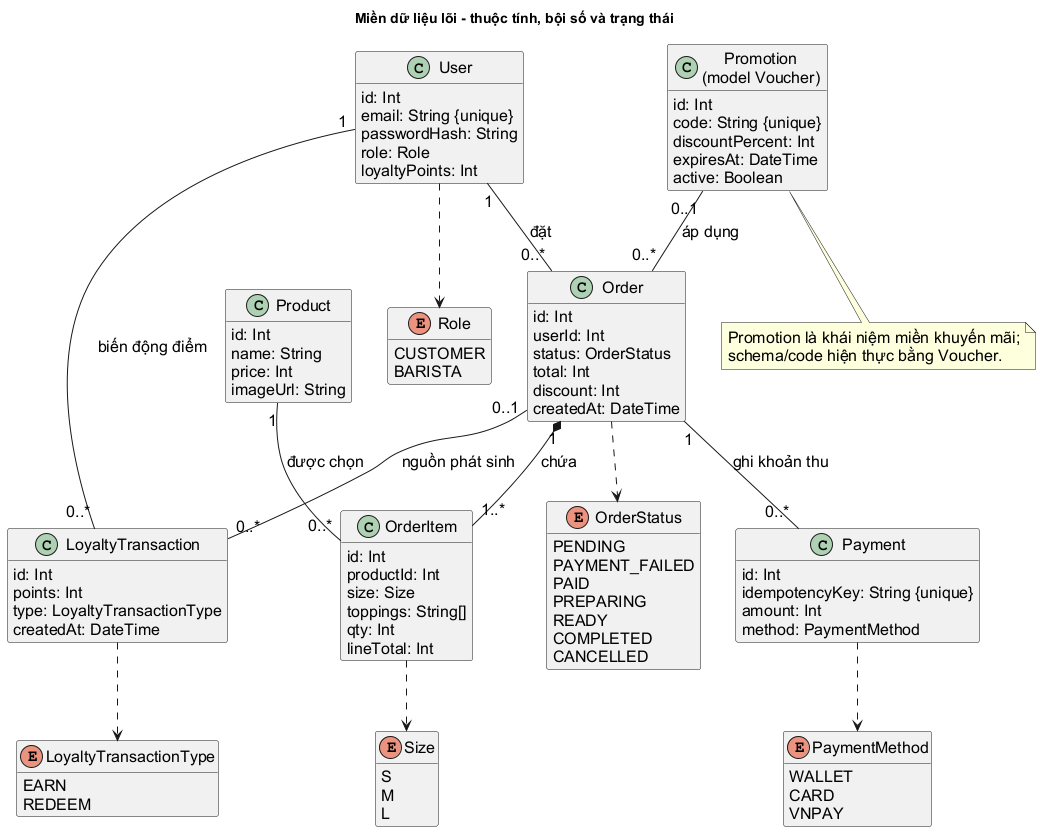 Miền dữ liệu lõi - thuộc tính, bội số và trạng thái
C User
id: Int
email: String {unique}
passwordHash: String
role: Role
loyaltyPoints: Int
C Promotion
(model Voucher)
id: Int
code: String {unique}
discountPercent: Int
expiresAt: DateTime
active: Boolean
1
1
đặt
0..*
0..1
áp dụng
0..*
C Product
id: Int
name: String
price: Int
imageUrl: String
E Role
CUSTOMER
BARISTA
C Order
id: Int
userId: Int
status: OrderStatus
total: Int
discount: Int
createdAt: DateTime
Promotion là khái niệm miền khuyến mãi;
schema/code hiện thực bằng Voucher.
biến động điểm
0..*
1
được chọn
0..*
0..1
nguồn phát sinh
0..*
1
chứa
1..*
1
ghi khoản thu
0..*
C LoyaltyTransaction
id: Int
points: Int
type: LoyaltyTransactionType
createdAt: DateTime
C OrderItem
id: Int
productId: Int
size: Size
toppings: String[]
qty: Int
lineTotal: Int
E OrderStatus
PENDING
PAYMENT_FAILED
PAID
PREPARING
READY
COMPLETED
CANCELLED
C Payment
id: Int
idempotencyKey: String {unique}
amount: Int
method: PaymentMethod
E LoyaltyTransactionType
EARN
REDEEM
E Size
S
M
L
E PaymentMethod
WALLET
CARD
VNPAY